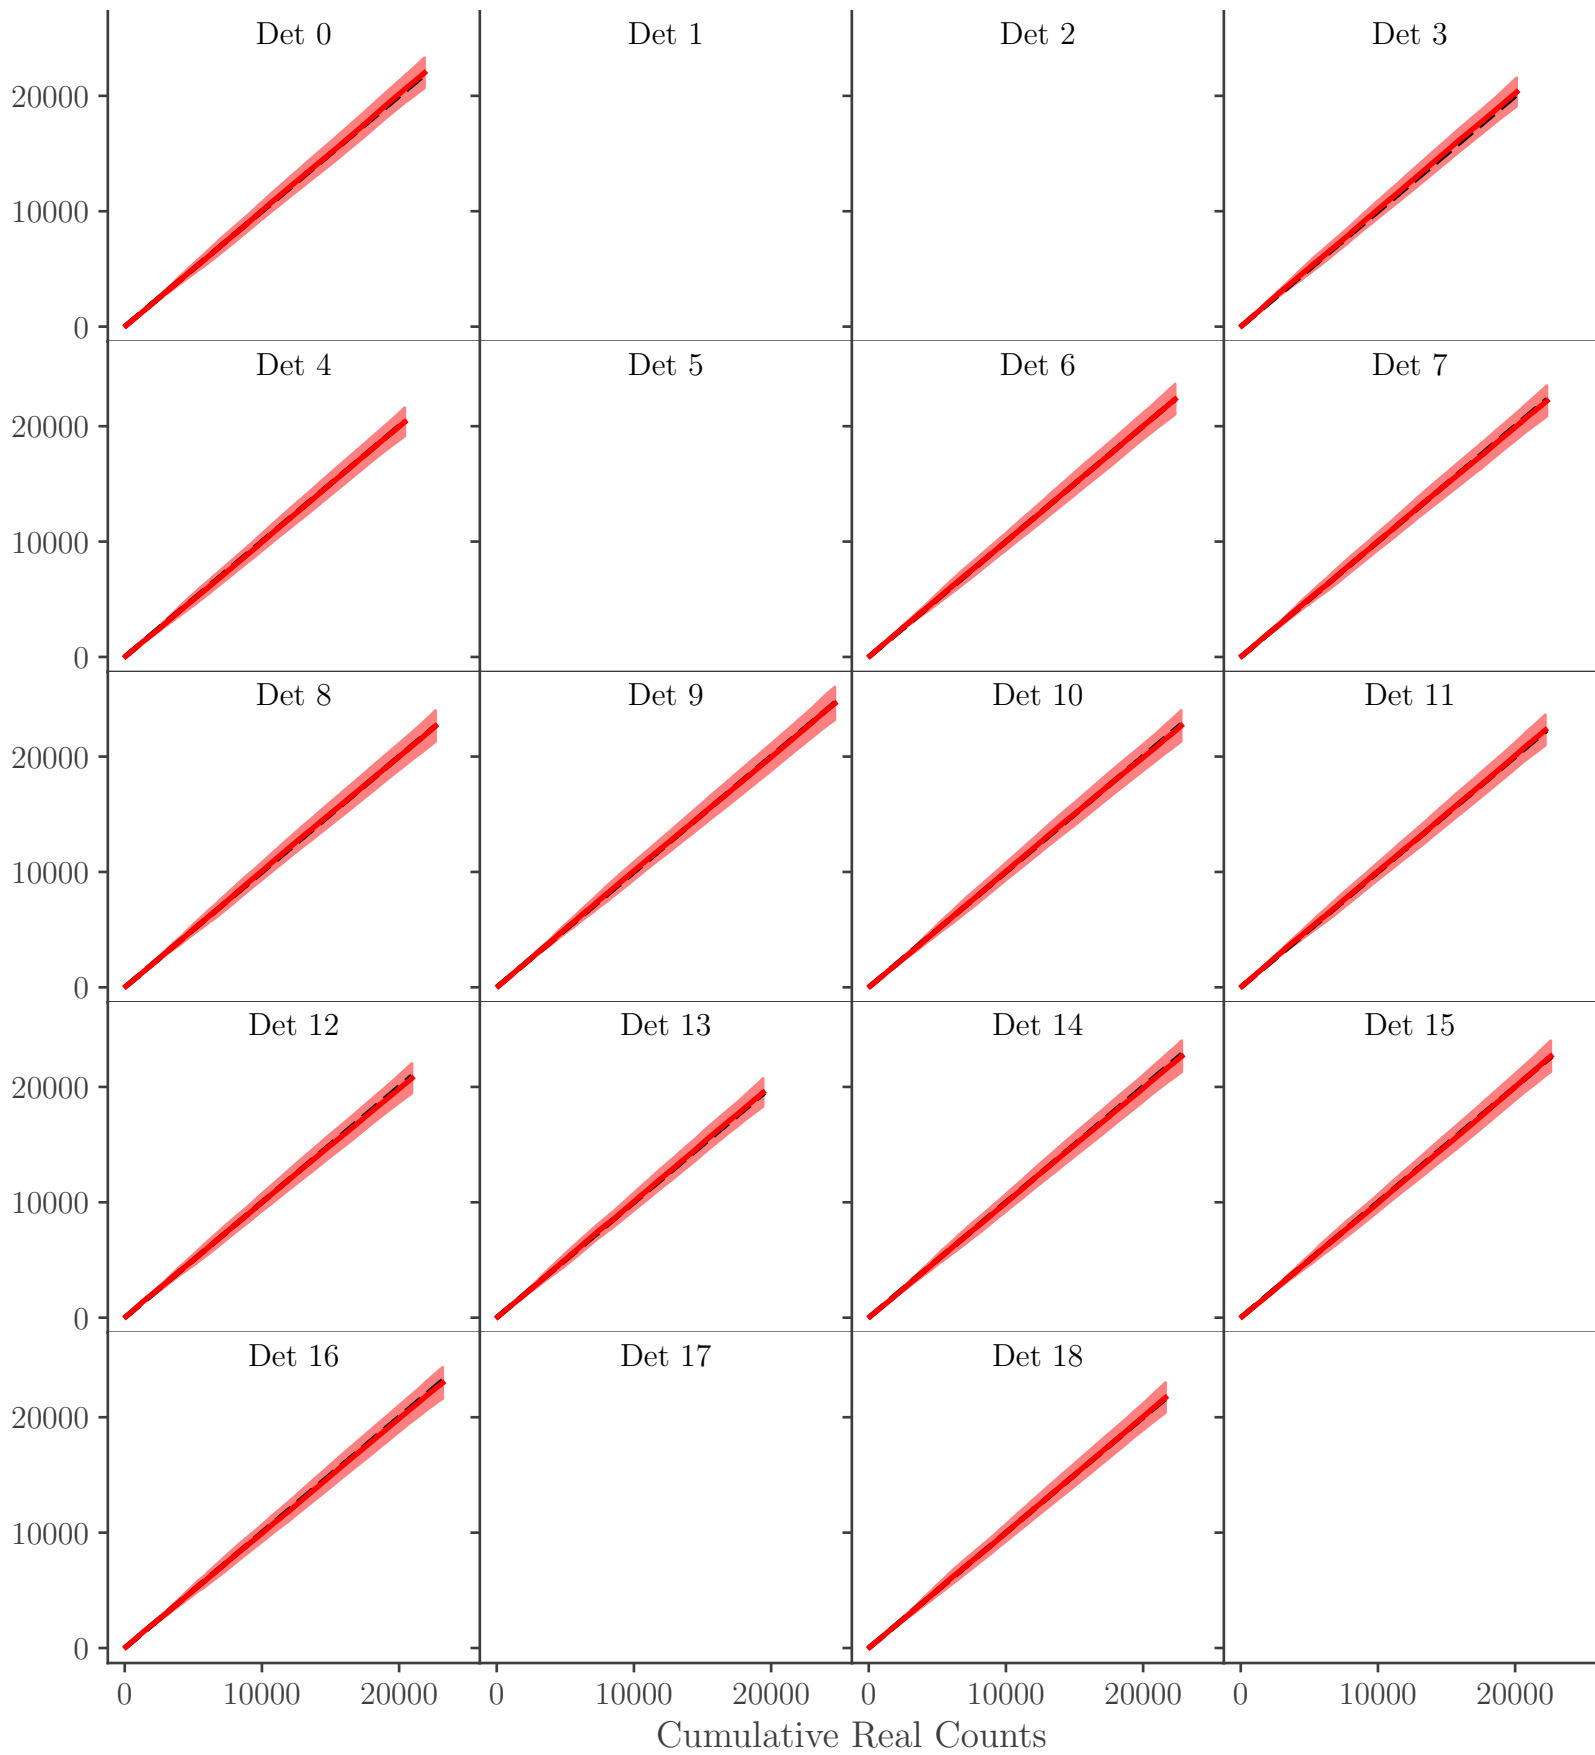 Det 0 Det 1 Det 2 Det 3
20000
10000
0
Det 4 Det 5 Det 6 Det 7
20000
10000
0
Det 8 Det 9 Det 10 Det 11
20000
10000
0
Det 12 Det 13 Det 14 Det 15
20000
10000
0
Det 16 Det 17 Det 18
20000
10000
0
0 10000 20000 0 10000 20000 0 10000 20000 0 10000 20000
Cumulative Real Counts